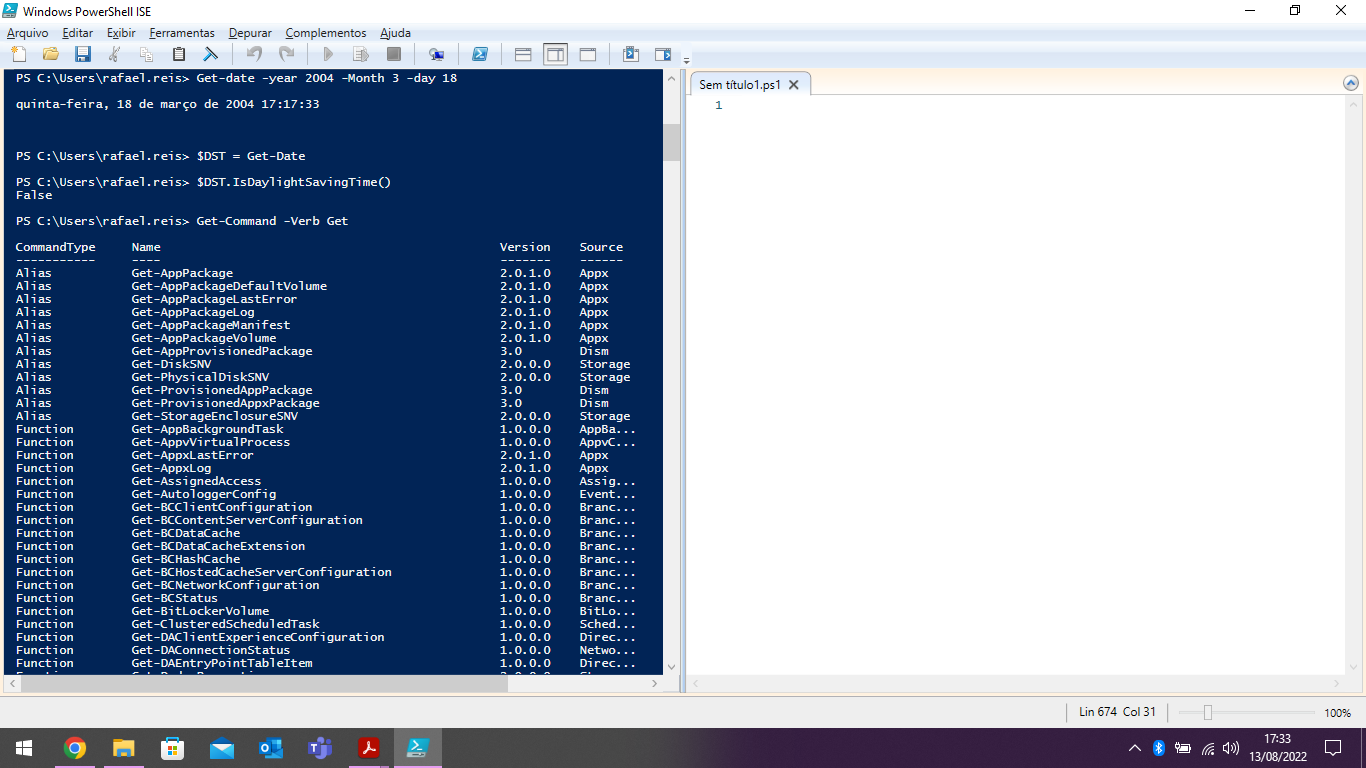 Windows PowerShell ISE
Arquivo Editar Exibir Ferramentas Depurar Complementos Ajuda
PS C:\Users\rafael.reis> Get-date -year 2004 -Month 3 -day 18
quinta-feira, 18 de março de 2004 17:17:33
PS C:\Users\rafael.reis> $DST = Get-Date
PS C:\Users\rafael.reis> $DST.IsDaylightSavingTime()
False
PS C:\Users\rafael.reis> Get-Command -Verb Get
CommandType Name Version Source
----------- ---- ------- ------
Alias Get-AppPackage 2.0.1.0 Appx
Alias Get-AppPackageDefaultVolume 2.0.1.0 Appx
Alias Get-AppPackageLastError 2.0.1.0 Appx
Alias Get-AppPackageLog 2.0.1.0 Appx
Alias Get-AppPackageManifest 2.0.1.0 Appx
Alias Get-AppPackageVolume 2.0.1.0 Appx
Alias Get-AppProvisionedPackage 3.0 Dism
Alias Get-DiskSNV 2.0.0.0 Storage
Alias Get-PhysicalDiskSNV 2.0.0.0 Storage
Alias Get-ProvisionedAppPackage 3.0 Dism
Alias Get-ProvisionedAppxPackage 3.0 Dism
Alias Get-StorageEnclosureSNV 2.0.0.0 Storage
Function Get-AppBackgroundTask 1.0.0.0 AppBa...
Function Get-AppvVirtualProcess 1.0.0.0 AppvC...
Function Get-AppxLastError 2.0.1.0 Appx
Function Get-AppxLog 2.0.1.0 Appx
Function Get-AssignedAccess 1.0.0.0 Assig...
Function Get-AutologgerConfig 1.0.0.0 Event...
Function Get-BCClientConfiguration 1.0.0.0 Branc...
Function Get-BCContentServerConfiguration 1.0.0.0 Branc...
Function Get-BCDataCache 1.0.0.0 Branc...
Function Get-BCDataCacheExtension 1.0.0.0 Branc...
Function Get-BCHashCache 1.0.0.0 Branc...
Function Get-BCHostedCacheServerConfiguration 1.0.0.0 Branc...
Function Get-BCNetworkConfiguration 1.0.0.0 Branc...
Function Get-BCStatus 1.0.0.0 Branc...
Function Get-BitLockerVolume 1.0.0.0 BitLo...
Function Get-ClusteredScheduledTask 1.0.0.0 Sched...
Function Get-DAClientExperienceConfiguration 1.0.0.0 Direc...
Function Get-DAConnectionStatus 1.0.0.0 Netwo...
Function Get-DAEntryPointTableItem 1.0.0.0 Direc...
Sem título1.ps1
1
Lin 674 Col 31 100%
17:33
13/08/2022